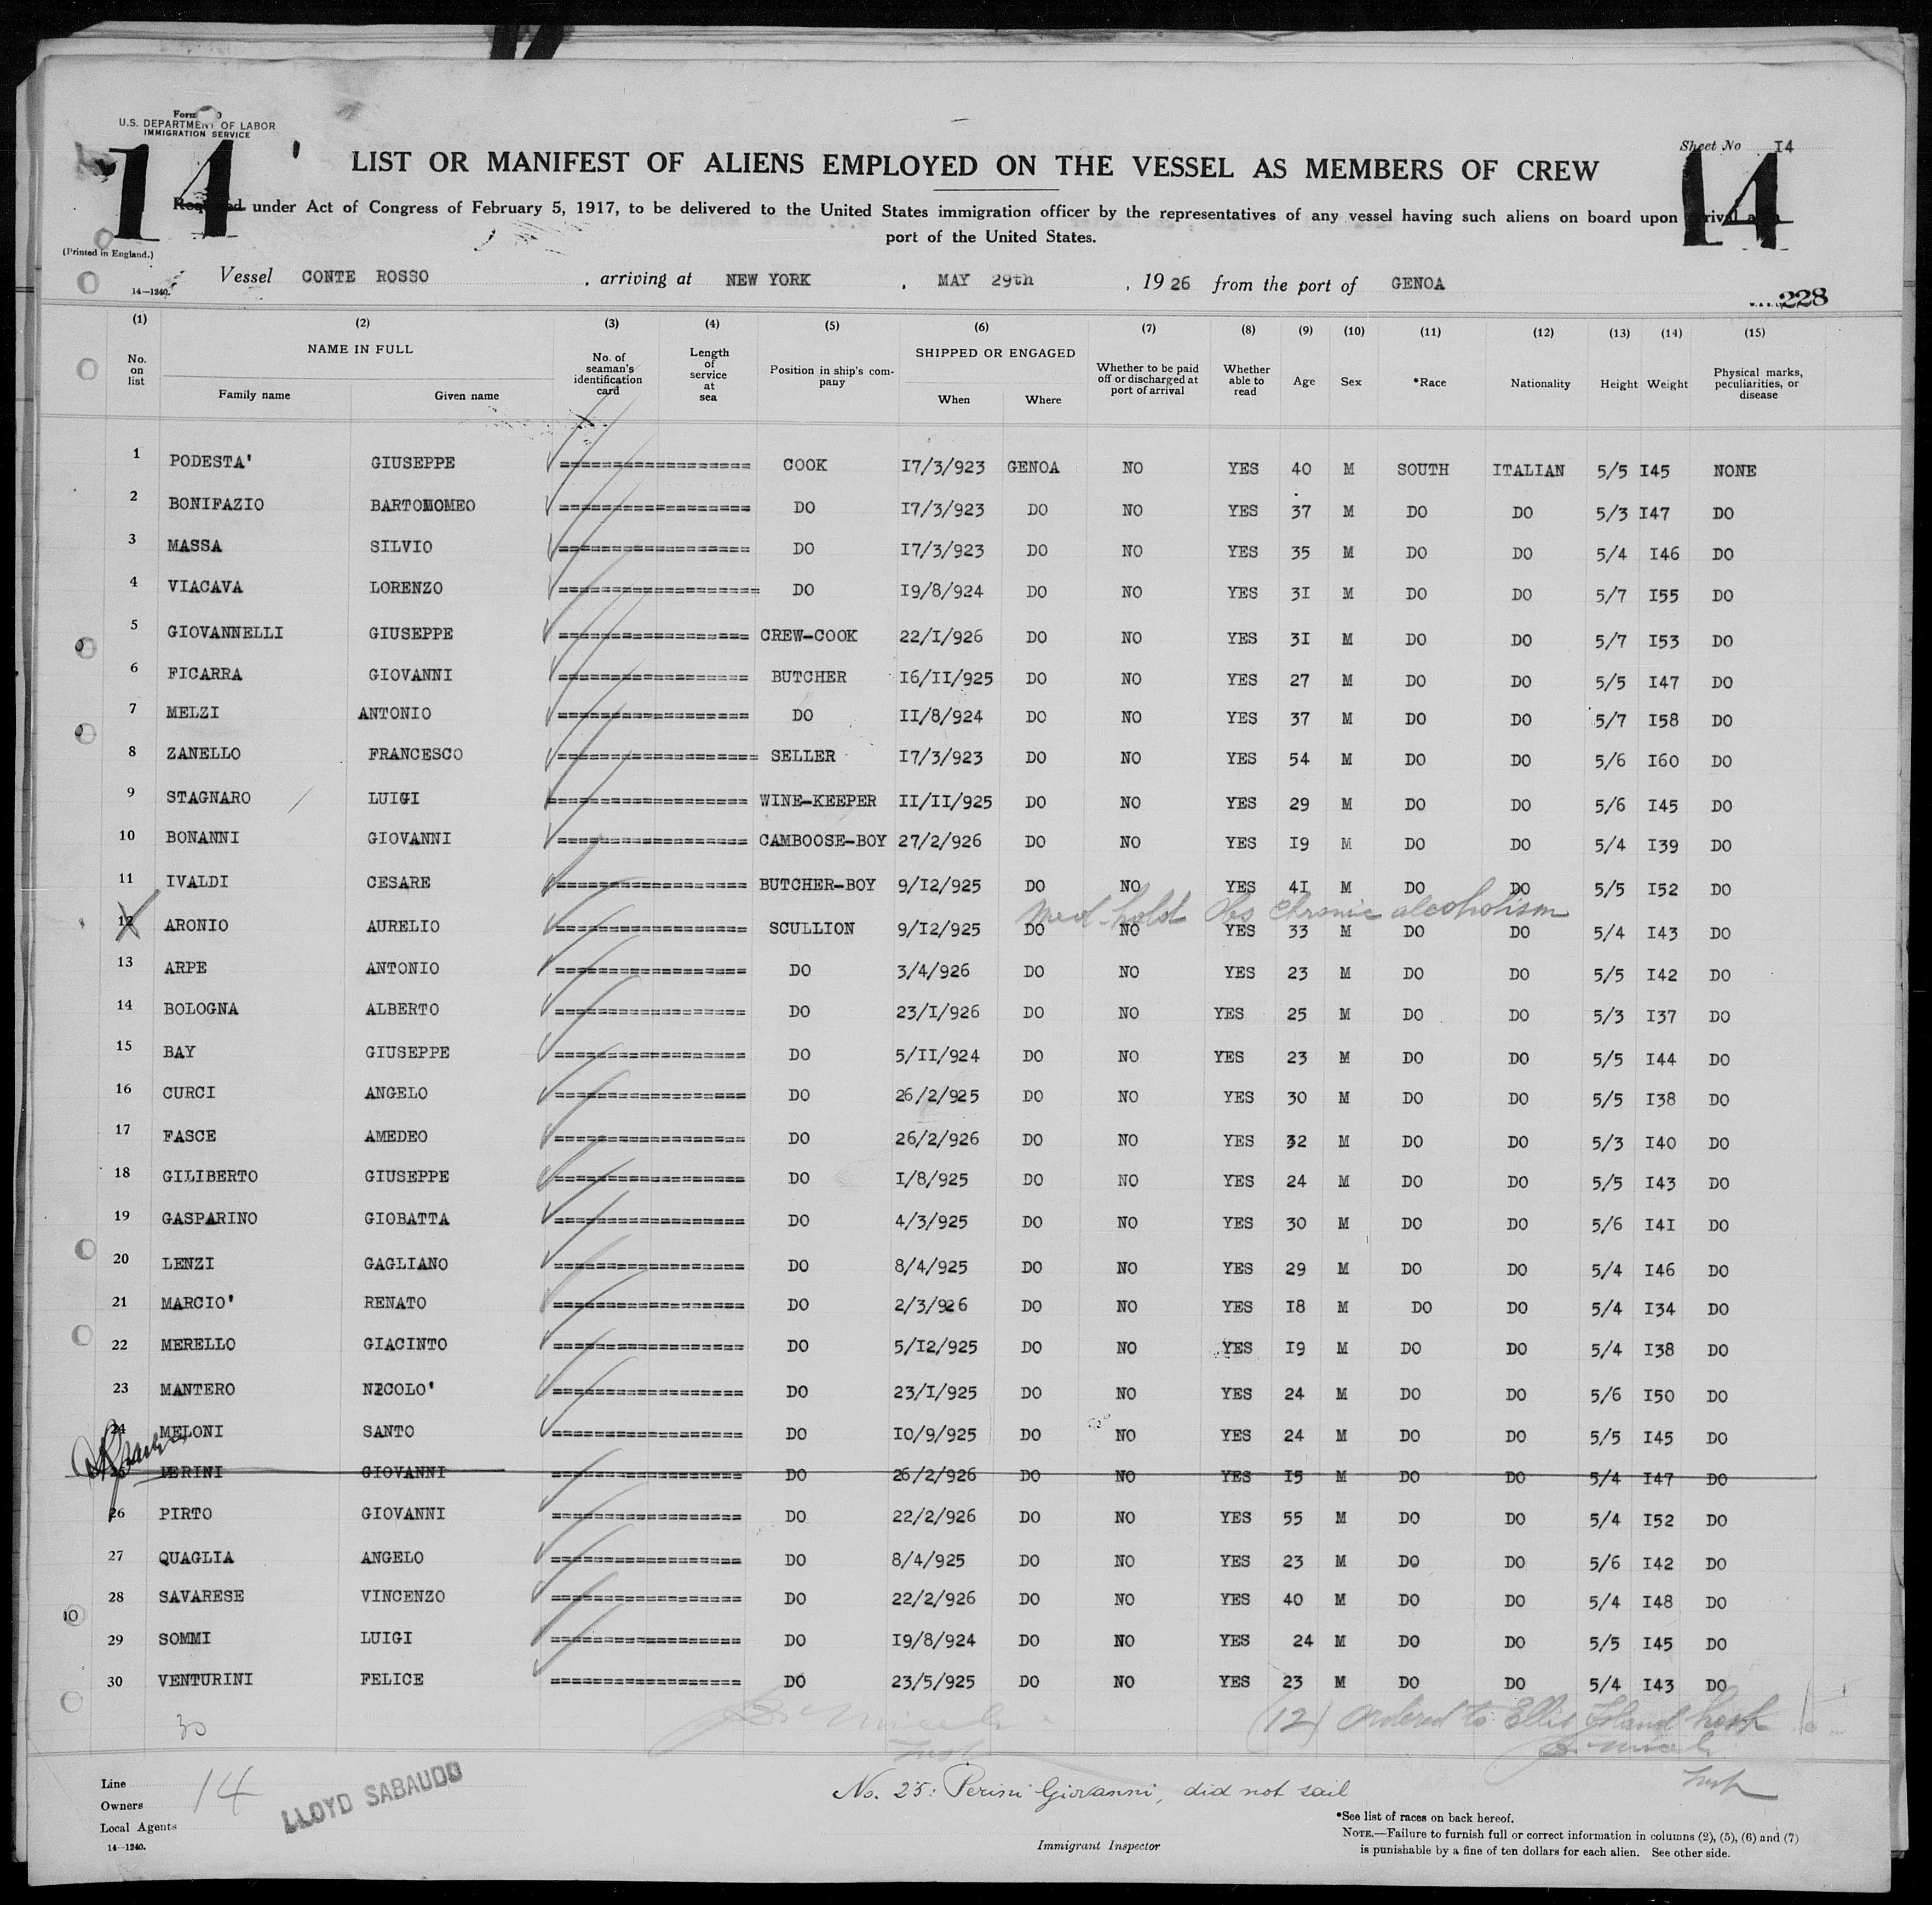 Form
U.S. DEPARTMENT OF LABOR
IMMIGRATION SERVICE
14
14
Sheet No 14
LIST OR MANIFEST OF ALIENS EMPLOYED ON THE VESSEL AS MEMBERS OF CREW
Required under Act of Congress of February 5, 1917, to be delivered to the United States immigration officer by the representatives of any vessel having such aliens on board upon arrival at a
port of the United States.
(Printed in England.)
14—1240.
Vessel CONTE ROSSO , arriving at NEW YORK , MAY 29th , 1926 from the port of GENOA
228
(1) (2) (3) (4) (5) (6) (7) (8) (9) (10) (11) (12) (13) (14) (15)
No. on list NAME IN FULL Family name Given name No. of seaman's identification card Length of service at sea Position in ship's company SHIPPED OR ENGAGED When Where Whether to be paid off or discharged at port of arrival Whether able to read Age Sex *Race Nationality Height Weight Physical marks, peculiarities, or disease
1 PODESTA' GIUSEPPE COOK 17/3/923 GENOA NO YES 40 M SOUTH ITALIAN 5/5 145 NONE
2 BONIFAZIO BARTOMOMEO DO 17/3/923 DO NO YES 37 M DO DO 5/3 147 DO
3 MASSA SILVIO DO 17/3/923 DO NO YES 35 M DO DO 5/4 146 DO
4 VIACAVA LORENZO DO 19/8/924 DO NO YES 31 M DO DO 5/7 155 DO
5 GIOVANNELLI GIUSEPPE CREW-COOK 22/1/926 DO NO YES 31 M DO DO 5/7 153 DO
6 FICARRA GIOVANNI BUTCHER 16/11/925 DO NO YES 27 M DO DO 5/5 147 DO
7 MELZI ANTONIO DO 11/8/924 DO NO YES 37 M DO DO 5/7 158 DO
8 ZANELLO FRANCESCO SELLER 17/3/923 DO NO YES 54 M DO DO 5/6 160 DO
9 STAGNARO LUIGI WINE-KEEPER 11/11/925 DO NO YES 29 M DO DO 5/6 145 DO
10 BONANNI GIOVANNI CAMBOOSE-BOY 27/2/926 DO NO YES 19 M DO DO 5/4 139 DO
11 IVALDI CESARE BUTCHER-BOY 9/12/925 DO NO YES 41 M DO DO 5/5 152 DO
Med. hold Obs chronic alcoholism
12 ARONIO AURELIO SCULLION 9/12/925 DO NO YES 33 M DO DO 5/4 143 DO
13 ARPE ANTONIO DO 3/4/926 DO NO YES 23 M DO DO 5/5 142 DO
14 BOLOGNA ALBERTO DO 23/1/926 DO NO YES 25 M DO DO 5/3 137 DO
15 BAY GIUSEPPE DO 5/11/924 DO NO YES 23 M DO DO 5/5 144 DO
16 CURCI ANGELO DO 26/2/925 DO NO YES 30 M DO DO 5/5 138 DO
17 FASCE AMEDEO DO 26/2/926 DO NO YES 32 M DO DO 5/3 140 DO
18 GILIBERTO GIUSEPPE DO 1/8/925 DO NO YES 24 M DO DO 5/5 143 DO
19 GASPARINO GIOBATTA DO 4/3/925 DO NO YES 30 M DO DO 5/6 141 DO
20 LENZI GAGLIANO DO 8/4/925 DO NO YES 29 M DO DO 5/4 146 DO
21 MARCIO' RENATO DO 2/3/926 DO NO YES 18 M DO DO 5/4 134 DO
22 MERELLO GIACINTO DO 5/12/925 DO NO YES 19 M DO DO 5/4 138 DO
23 MANTERO NICOLO' DO 23/1/925 DO NO YES 24 M DO DO 5/6 150 DO
24 MELONI SANTO DO 10/9/925 DO NO YES 24 M DO DO 5/5 145 DO
25 PERINI GIOVANNI DO 26/2/926 DO NO YES 15 M DO DO 5/4 147 DO
26 PIRTO GIOVANNI DO 22/2/926 DO NO YES 55 M DO DO 5/4 152 DO
27 QUAGLIA ANGELO DO 8/4/925 DO NO YES 23 M DO DO 5/6 142 DO
28 SAVARESE VINCENZO DO 22/2/926 DO NO YES 40 M DO DO 5/4 148 DO
29 SOMMI LUIGI DO 19/8/924 DO NO YES 24 M DO DO 5/5 145 DO
30 VENTURINI FELICE DO 23/5/925 DO NO YES 23 M DO DO 5/4 143 DO
30
(12) Ordered to Ellis Island hosp
Insp
Line
Owners
Local Agents
14
LLOYD SABAUDO
14—1240.
No. 25: Perini Giovanni, did not sail
Insp
Immigrant Inspector
*See list of races on back hereof.
NOTE.—Failure to furnish full or correct information in columns (2), (5), (6) and (7)
is punishable by a fine of ten dollars for each alien. See other side.
10